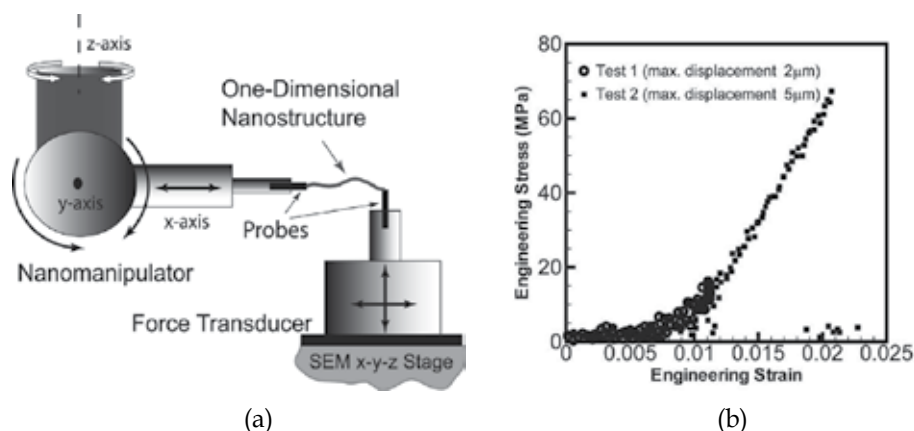 z-axis
One-Dimensional
Nanostructure
y-axis
x-axis
Probes
Nanomanipulator
Force Transducer
SEM x-y-z Stage
(a)
80
60
40
20
0
Engineering Stress (MPa)
Test 1 (max. displacement 2μm)
Test 2 (max. displacement 5μm)
0 0.005 0.01 0.015 0.02 0.025
Engineering Strain
(b)